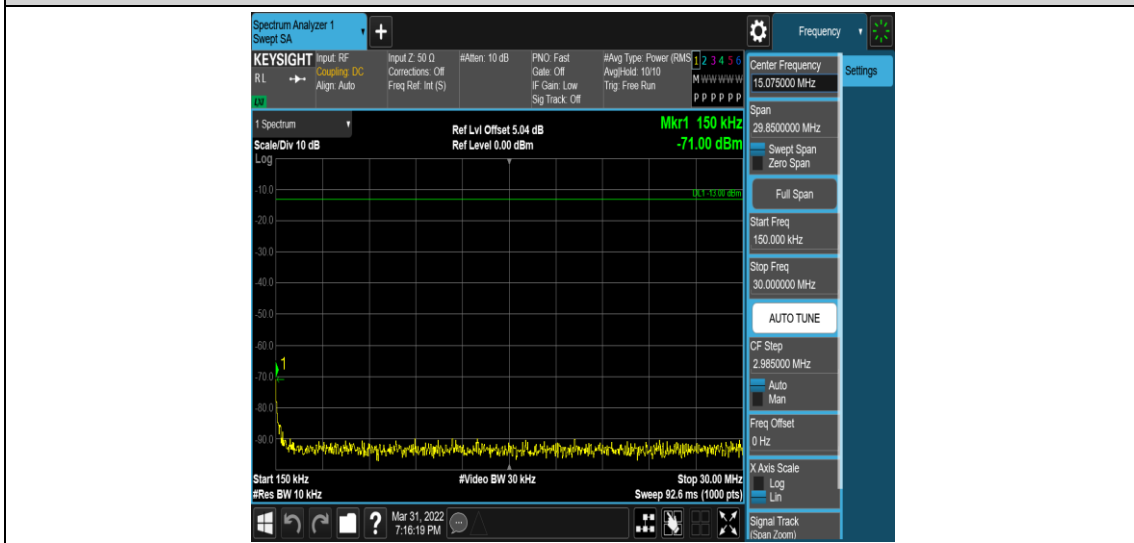 Spectrum Analyzer 1
Swept SA
+
Frequency
KEYSIGHT
RL
LXI
Input: RF
Coupling: DC
Align: Auto
Input Z: 50 Ω
Corrections: Off
Freq Ref: Int (S)
#Atten: 10 dB
PNO: Fast
Gate: Off
IF Gain: Low
Sig Track: Off
#Avg Type: Power (RMS
Avg|Hold: 10/10
Trig: Free Run
1 2 3 4 5 6
M W W W W W
P P P P P P
Center Frequency
15.075000 MHz
Settings
Span
29.8500000 MHz
Swept Span
Zero Span
Full Span
Start Freq
150.000 kHz
Stop Freq
30.000000 MHz
AUTO TUNE
CF Step
2.985000 MHz
Auto
Man
Freq Offset
0 Hz
X Axis Scale
Log
Lin
Signal Track
(Span Zoom)
1 Spectrum
Scale/Div 10 dB
Ref Lvl Offset 5.04 dB
Ref Level 0.00 dBm
Mkr1 150 kHz
-71.00 dBm
Log
DL1 -13.00 dBm
-10.0
-20.0
-30.0
-40.0
-50.0
-60.0
1
-70.0
-80.0
-90.0
Start 150 kHz
#Res BW 10 kHz
#Video BW 30 kHz
Stop 30.00 MHz
Sweep 92.6 ms (1000 pts)
?
Mar 31, 2022
7:16:19 PM